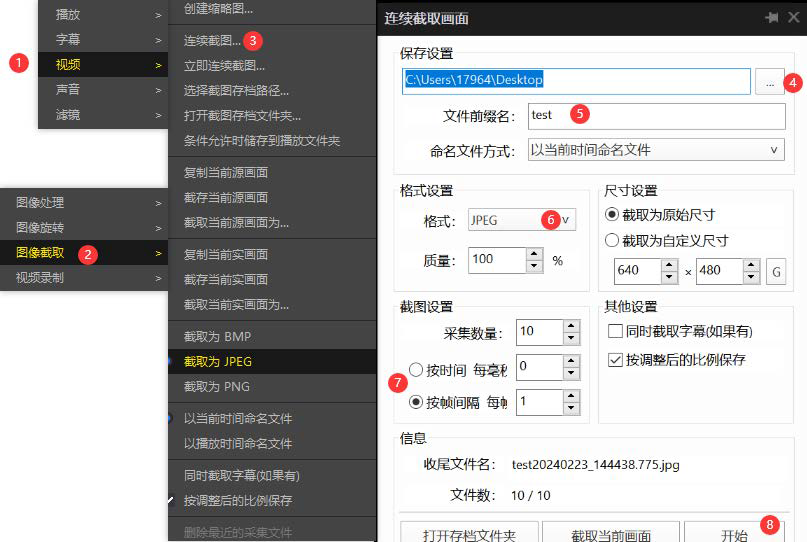 播放 >
字幕 >
1 视频 >
声音 >
滤镜 >
图像处理 >
图像旋转 >
图像截取 2 >
视频录制 >
创建缩略图...
连续截图... 3
立即连续截图...
选择截图存档路径...
打开截图存档文件夹...
条件允许时储存到播放文件夹
复制当前源画面
截存当前源画面
截取当前源画面为...
复制当前实画面
截存当前实画面
截取当前实画面为...
截取为 BMP
截取为 JPEG
截取为 PNG
以当前时间命名文件
以播放时间命名文件
同时截取字幕(如果有)
按调整后的比例保存
删除最近的采集文件
连续截取画面
保存设置
C:\Users\17964\Desktop ... 4
文件前缀名: test 5
命名文件方式: 以当前时间命名文件
格式设置
格式: JPEG 6
质量: 100 %
尺寸设置
截取为原始尺寸
截取为自定义尺寸
640 × 480 G
截图设置
采集数量: 10
7
按时间 每毫秒 0
按帧间隔 每帧 1
其他设置
同时截取字幕(如果有)
按调整后的比例保存
信息
收尾文件名: test20240223_144438.775.jpg
文件数: 10 / 10
8
打开存档文件夹 截取当前画面 开始